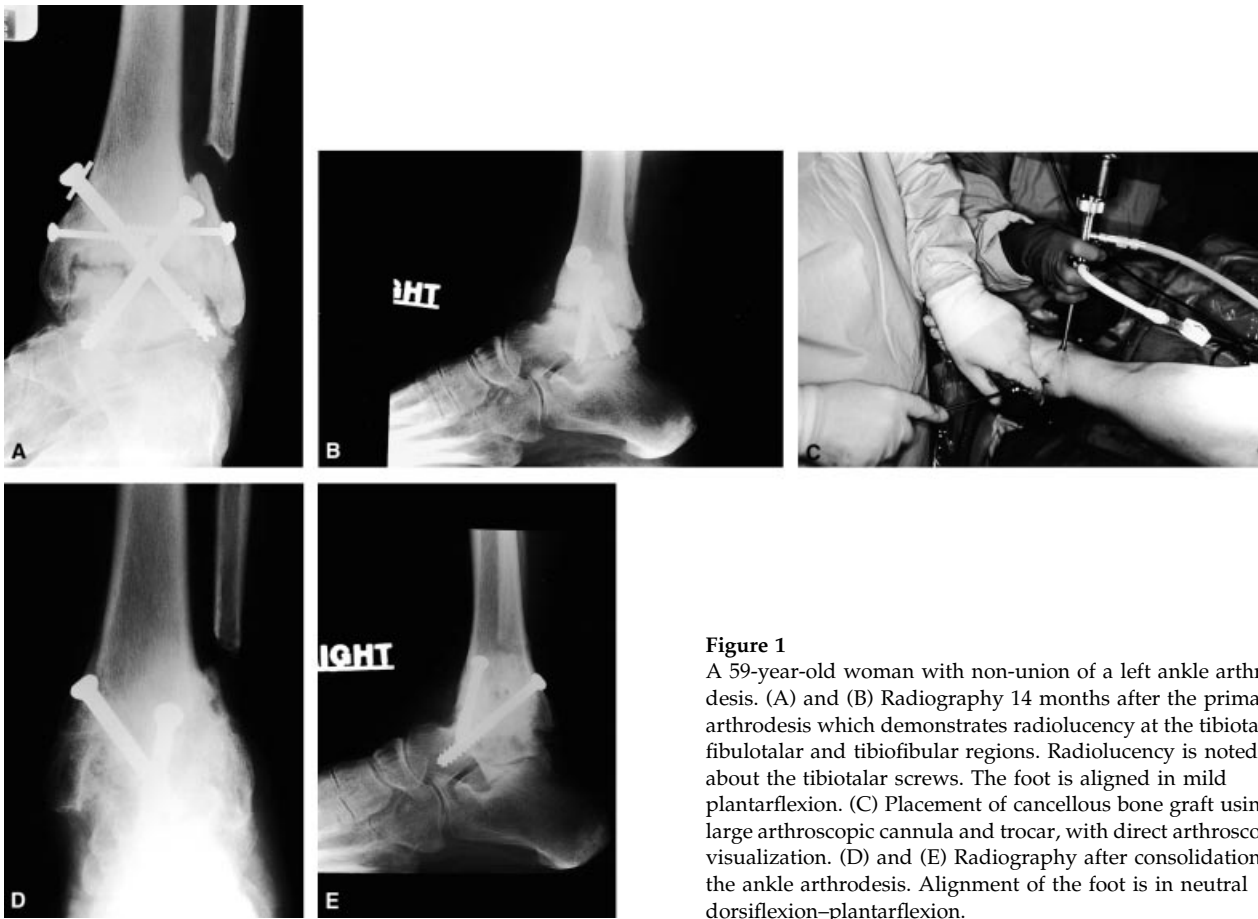 A
GHT
B
C
D
IGHT
E
Figure 1
A 59-year-old woman with non-union of a left ankle arthr
desis. (A) and (B) Radiography 14 months after the prima
arthrodesis which demonstrates radiolucency at the tibiota
fibulotalar and tibiofibular regions. Radiolucency is noted
about the tibiotalar screws. The foot is aligned in mild
plantarflexion. (C) Placement of cancellous bone graft usin
large arthroscopic cannula and trocar, with direct arthrosco
visualization. (D) and (E) Radiography after consolidation
the ankle arthrodesis. Alignment of the foot is in neutral
dorsiflexion–plantarflexion.